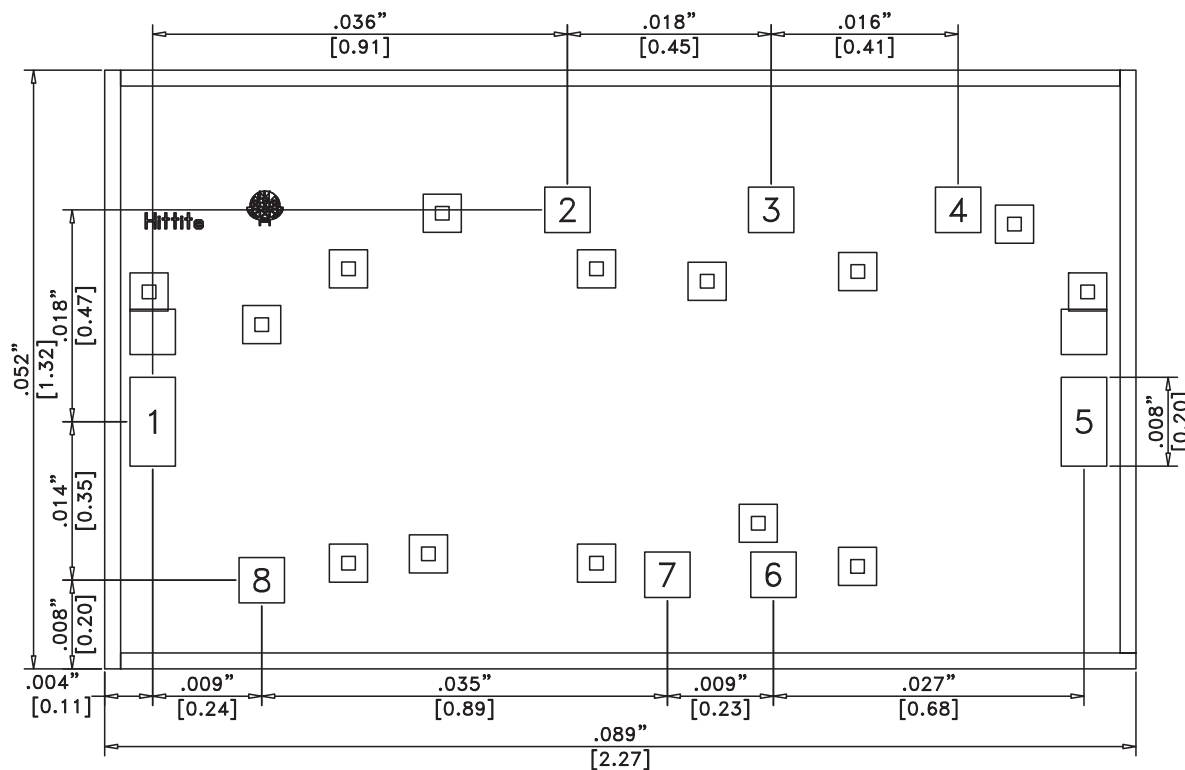 .036” .018” .016”
[0.91] [0.45] [0.41]
2 3 4
Hittite
.018”
[0.47]
.052”
[1.32]
1 5
.008”
[0.20]
.014”
[0.35]
8 7 6
.008”
[0.20]
.004” .009” .035” .009” .027”
[0.11] [0.24] [0.89] [0.23] [0.68]
.089”
[2.27]